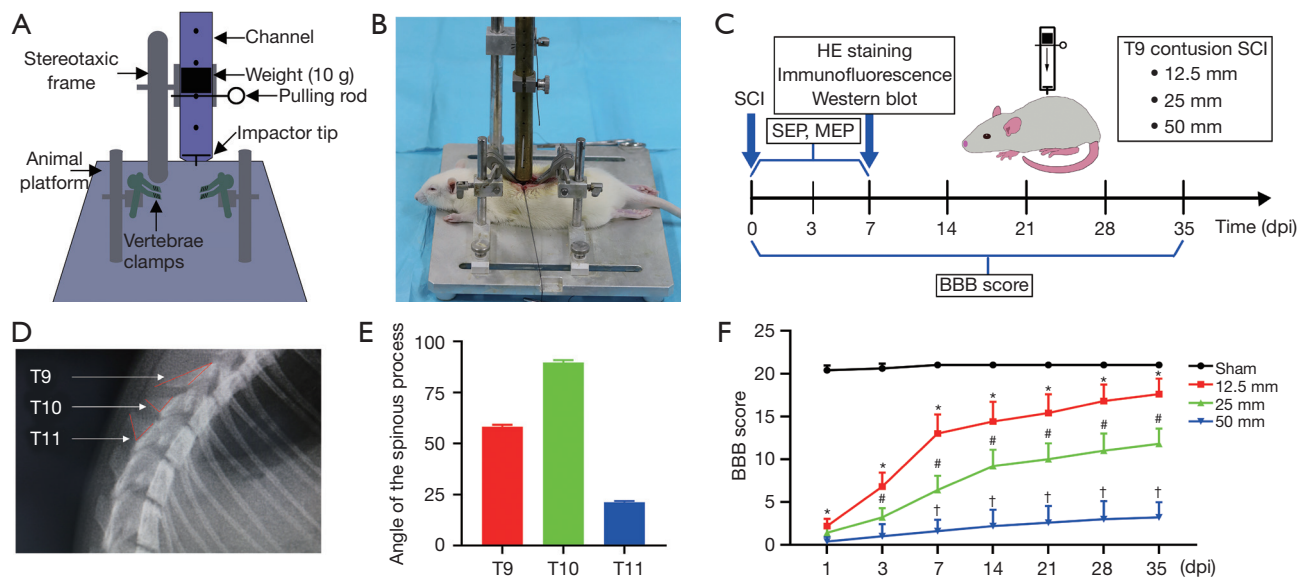 A
Channel
Stereotaxic
frame
Weight (10 g)
Pulling rod
Impactor tip
Animal
platform
Vertebrae
clamps
B
C
HE staining
Immunofluorescence
Western blot
SCI
SEP, MEP
T9 contusion SCI
• 12.5 mm
• 25 mm
• 50 mm
0 3 7 14 21 28 35 Time (dpi)
BBB score
D
T9
T10
T11
E
Angle of the spinous process
100
75
50
25
0
T9 T10 T11
F
BBB score
25
20
15
10
5
0
Sham
12.5 mm
25 mm
50 mm
* * * * * * *
# # # # # #
† † † † †
1 3 7 14 21 28 35 (dpi)